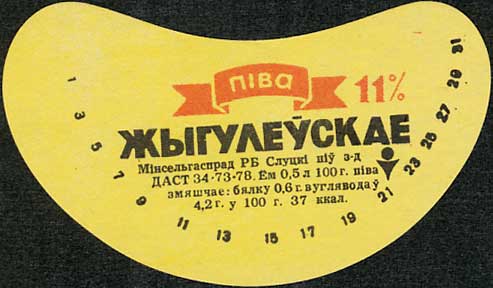 піва
11%
ЖЫГУЛЕЎСКАЕ
Мінсельгаспрад РБ Слуцкі піў з-д
ДАСТ 34-73-78. Ём 0,5 л 100 г. піва
змяшчае: бялку 0,6 г. вуглявода ў
4,2 г. у 100 г. 37 ккал.
1 3 5 7 9 11 13 15 17 19 21 23 25 27 29 31